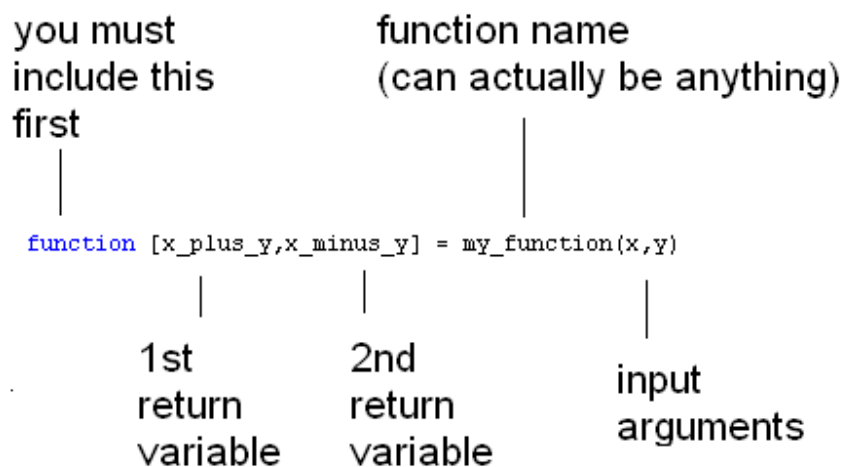 you must
include this
first
function name
(can actually be anything)
function [x_plus_y,x_minus_y] = my_function(x,y)
1st
return
variable
2nd
return
variable
input
arguments